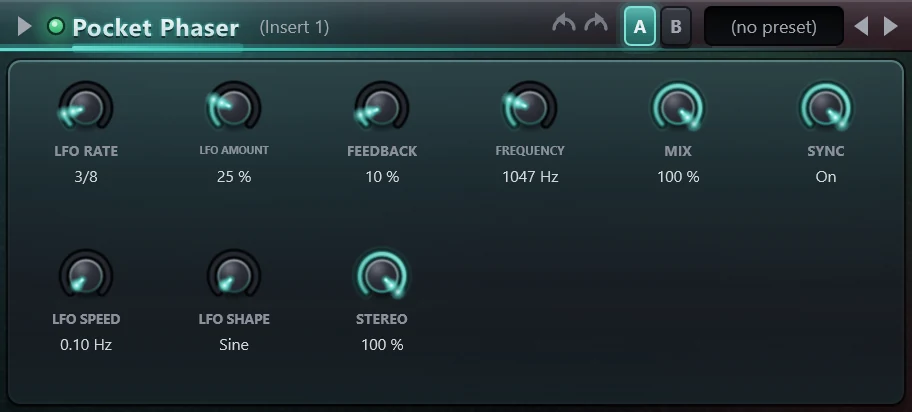 Pocket Phaser (Insert 1) A B (no preset)
LFO RATE LFO AMOUNT FEEDBACK FREQUENCY MIX SYNC
3/8 25 % 10 % 1047 Hz 100 % On
LFO SPEED LFO SHAPE STEREO
0.10 Hz Sine 100 %